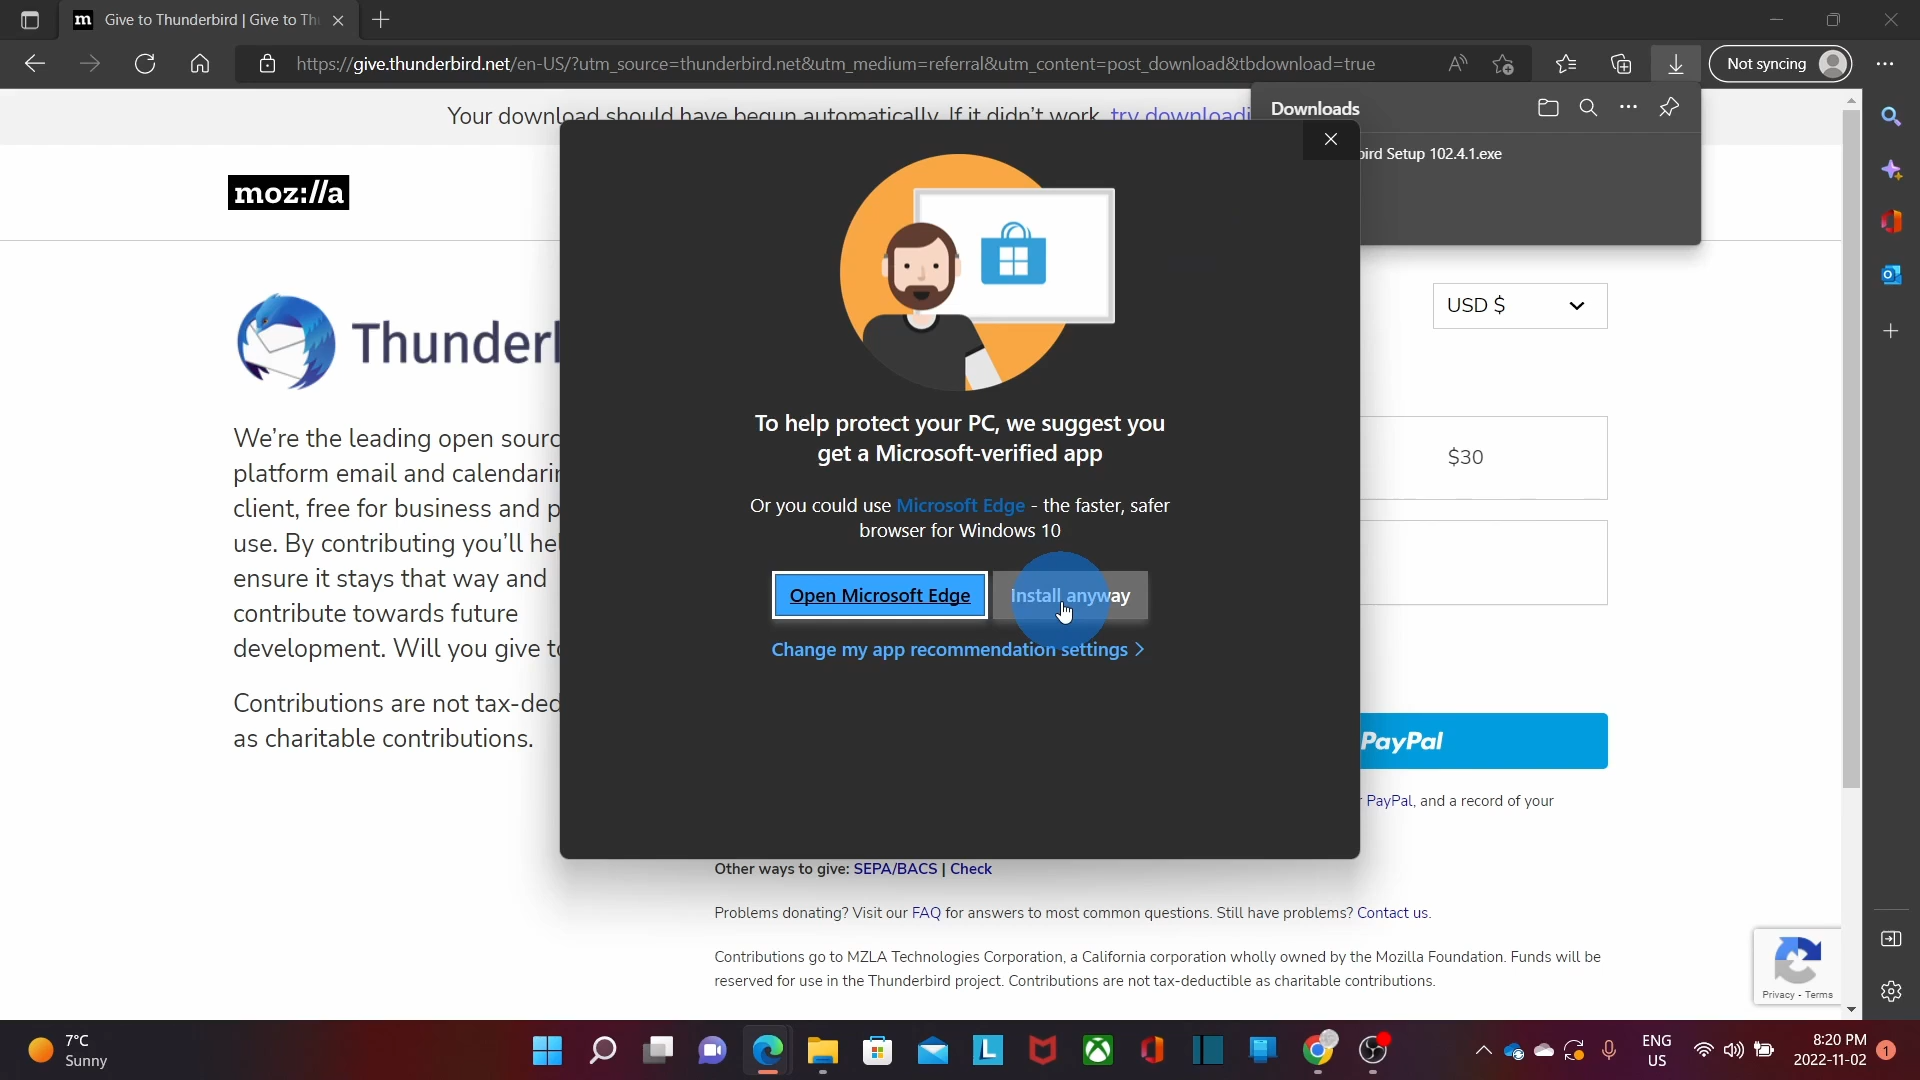 Give to Thunderbird | Give to Th
https://give.thunderbird.net/en-US/?utm_source=thunderbird.net&utm_medium=referral&utm_content=post_download&tbdownload=true
Not syncing
Your download should have begun automatically. If it didn't work, try downloadi
Downloads
bird Setup 102.4.1.exe
moz://a
Thunder
USD $
We're the leading open sourc
platform email and calendarin
client, free for business and p
use. By contributing you'll hel
ensure it stays that way and
contribute towards future
development. Will you give to
Contributions are not tax-ded
as charitable contributions.
To help protect your PC, we suggest you
get a Microsoft-verified app
Or you could use Microsoft Edge - the faster, safer
browser for Windows 10
Open Microsoft Edge
Install anyway
Change my app recommendation settings >
$30
PayPal
r PayPal, and a record of your
Other ways to give: SEPA/BACS | Check
Problems donating? Visit our FAQ for answers to most common questions. Still have problems? Contact us.
Contributions go to MZLA Technologies Corporation, a California corporation wholly owned by the Mozilla Foundation. Funds will be
reserved for use in the Thunderbird project. Contributions are not tax-deductible as charitable contributions.
Privacy - Terms
7°C
Sunny
ENG
US
8:20 PM
2022-11-02
1